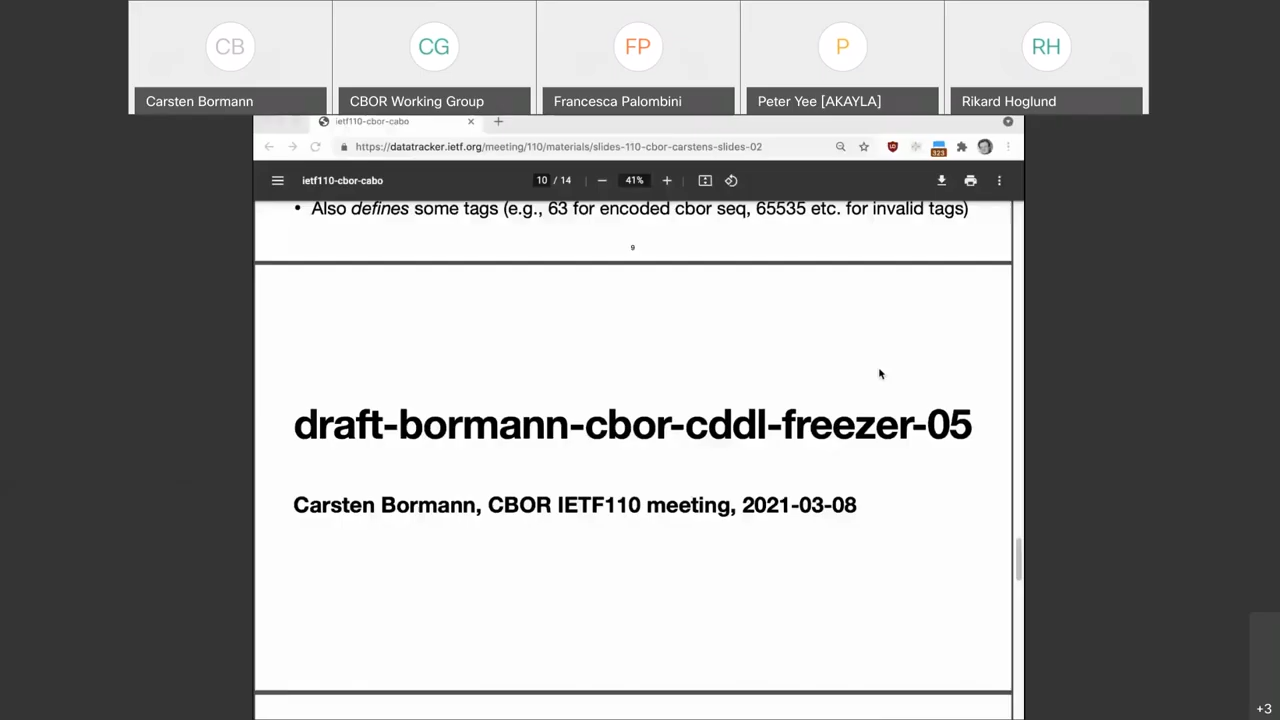 CB
CG
FP
P
RH
Carsten Bormann
CBOR Working Group
Francesca Palombini
Peter Yee [AKAYLA]
Rikard Hoglund
ietf110-cbor-cabo
https://datatracker.ietf.org/meeting/110/materials/slides-110-cbor-carstens-slides-02
323
ietf110-cbor-cabo
10 / 14
41%
• Also defines some tags (e.g., 63 for encoded cbor seq, 65535 etc. for invalid tags)
9
draft-bormann-cbor-cddl-freezer-05
Carsten Bormann, CBOR IETF110 meeting, 2021-03-08
+3